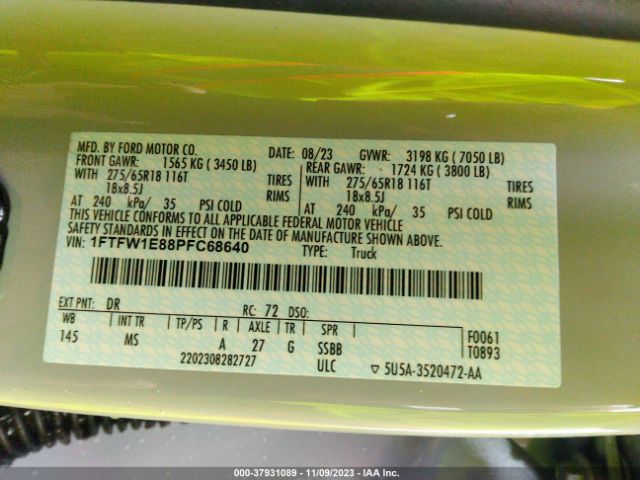 MFD. BY FORD MOTOR CO. DATE: 08/23 GVWR: 3198 KG ( 7050 LB)
FRONT GAWR: 1565 KG ( 3450 LB) REAR GAWR: 1724 KG ( 3800 LB)
WITH 275/65R18 116T TIRES WITH 275/65R18 116T TIRES
18x8.5J RIMS 18x8.5J RIMS
AT 240 kPa/ 35 PSI COLD AT 240 kPa/ 35 PSI COLD
THIS VEHICLE CONFORMS TO ALL APPLICABLE FEDERAL MOTOR VEHICLE
SAFETY STANDARDS IN EFFECT ON THE DATE OF MANUFACTURE SHOWN ABOVE.
VIN: 1FTFW1E88PFC68640 TYPE: Truck
EXT PNT: DR RC: 72 DSO: F0061
WB INT TR TP/PS R AXLE TR SPR T0893
145 MS A 27 G SSBB
2202308282727 ULC ▽ 5U5A-3520472-AA
000-37931089 - 11/09/2023 - IAA Inc.